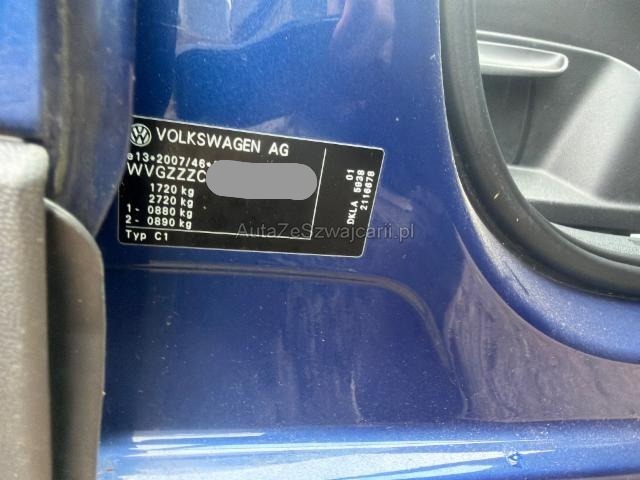 VOLKSWAGEN AG
e13*2007/46*
WVGZZZC
1720 kg
2720 kg
1- 0880 kg
2- 0890 kg
Typ C1
01
DKLA 5938
2116678
AutaZeSzwajcarii.pl